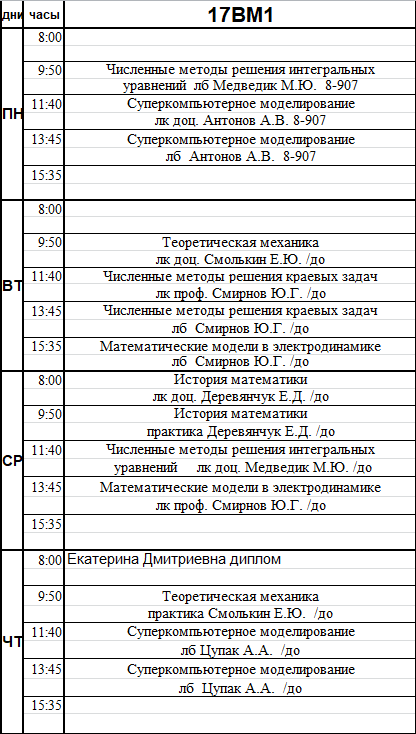 дни часы 17ВМ1
ПН
8:00
9:50 Численные методы решения интегральных
уравнений лб Медведик М.Ю. 8-907
11:40 Суперкомпьютерное моделирование
лк доц. Антонов А.В. 8-907
13:45 Суперкомпьютерное моделирование
лб Антонов А.В. 8-907
15:35
ВТ
8:00
9:50 Теоретическая механика
лк доц. Смолькин Е.Ю. /до
11:40 Численные методы решения краевых задач
лк проф. Смирнов Ю.Г. /до
13:45 Численные методы решения краевых задач
лб Смирнов Ю.Г. /до
15:35 Математические модели в электродинамике
лб Смирнов Ю.Г. /до
СР
8:00 История математики
лк доц. Деревянчук Е.Д. /до
9:50 История математики
практика Деревянчук Е.Д. /до
11:40 Численные методы решения интегральных
уравнений лк доц. Медведик М.Ю. /до
13:45 Математические модели в электродинамике
лк проф. Смирнов Ю.Г. /до
15:35
ЧТ
8:00 Екатерина Дмитриевна диплом
9:50 Теоретическая механика
практика Смолькин Е.Ю. /до
11:40 Суперкомпьютерное моделирование
лб Цупак А.А. /до
13:45 Суперкомпьютерное моделирование
лб Цупак А.А. /до
15:35